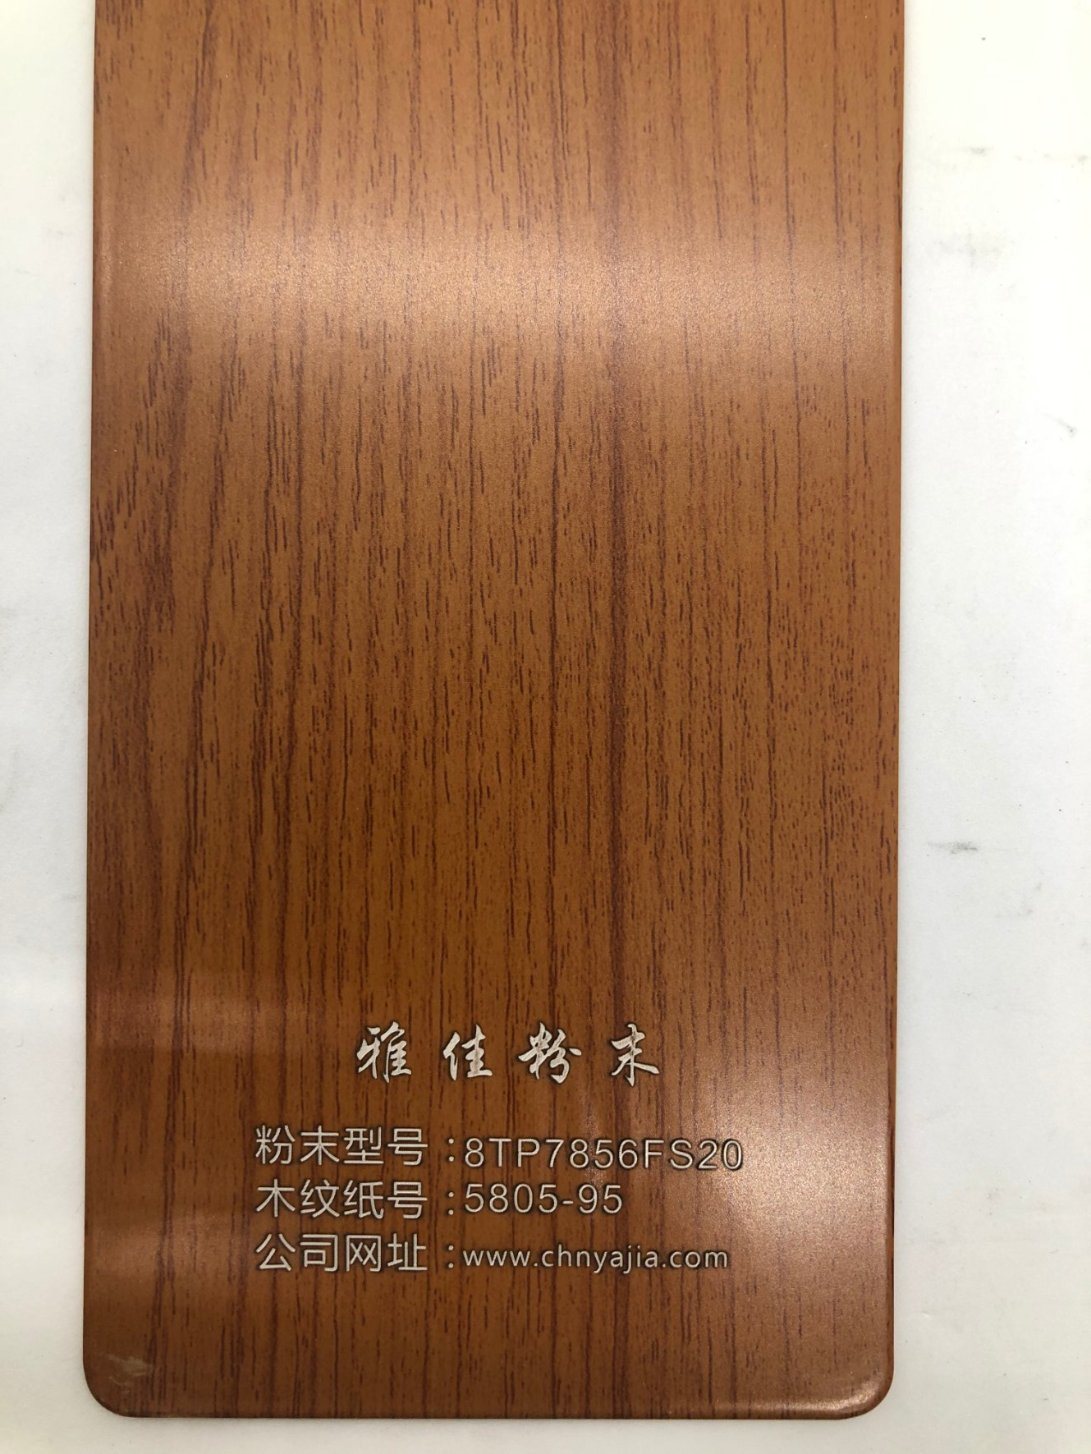 雅佳粉末
粉末型号:8TP7856FS20
木纹纸号:5805-95
公司网址:www.chnyajia.com